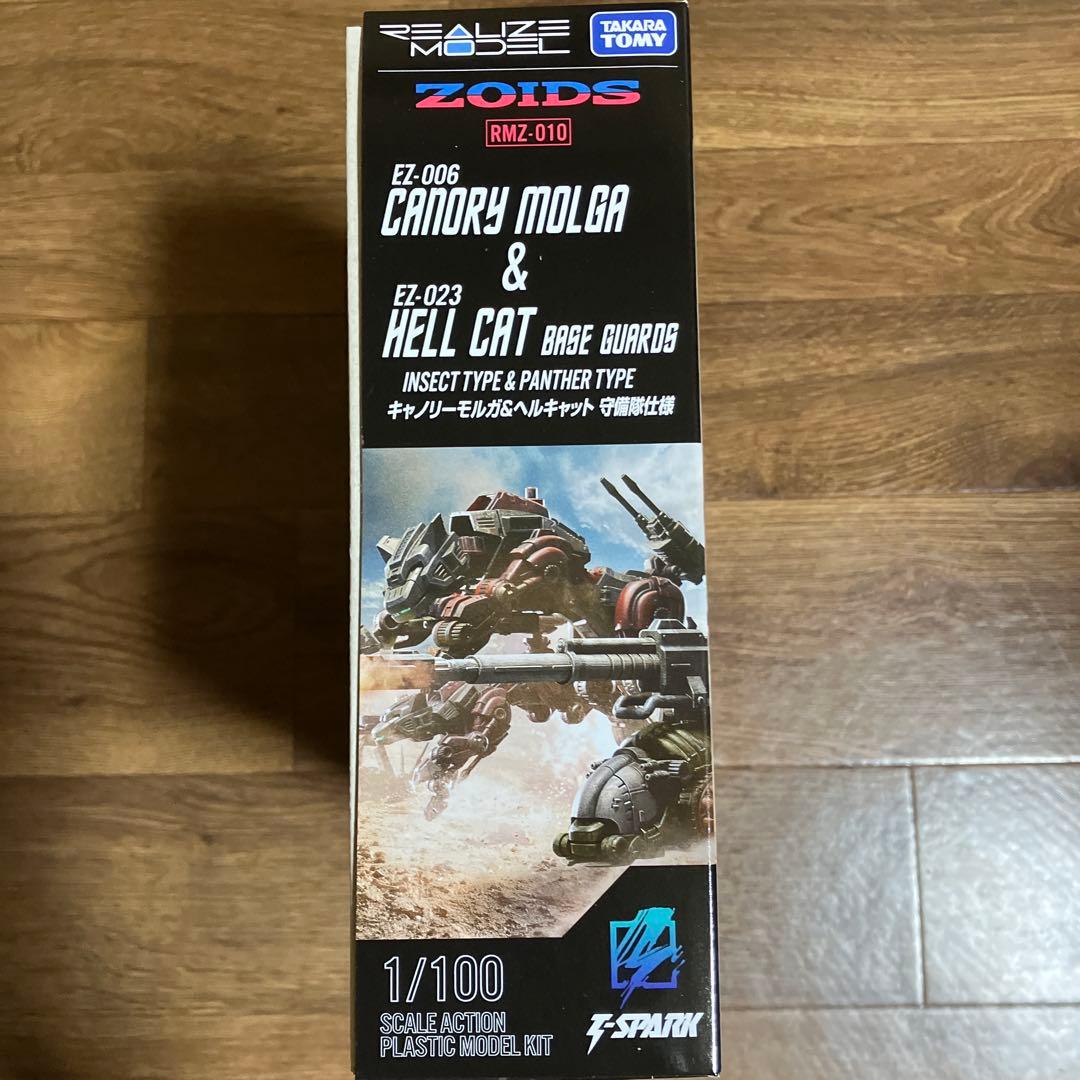 REALIZE MODEL
TAKARA TOMY
ZOIDS
RMZ-010
EZ-006
CANORY MOLGA
&
EZ-023
HELL CAT BASE GUARDS
INSECT TYPE & PANTHER TYPE
キャノリーモルガ&ヘルキャット 守備隊仕様
1/100
SCALE ACTION
PLASTIC MODEL KIT
T-SPARK